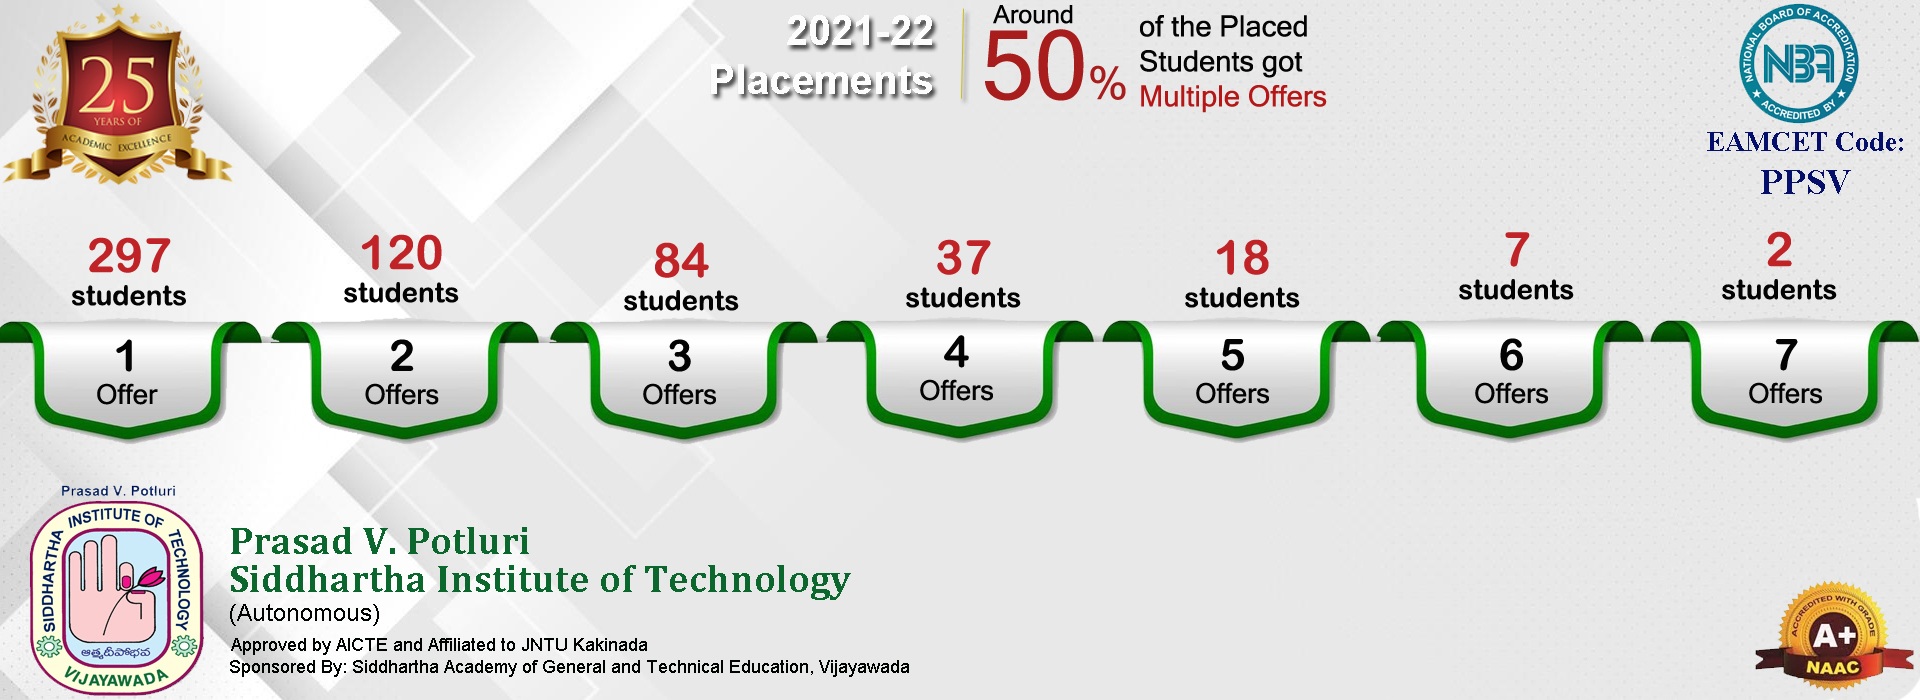 25
YEARS OF
ACADEMIC EXCELLENCE
2021-22
Placements
Around
50%
of the Placed
Students got
Multiple Offers
NATIONAL BOARD OF ACCREDITATION
NBA
ACCREDITED BY
EAMCET Code:
PPSV
297
students
1
Offer
120
students
2
Offers
84
students
3
Offers
37
students
4
Offers
18
students
5
Offers
7
students
6
Offers
2
students
7
Offers
Prasad V. Potluri
SIDDHARTHA INSTITUTE OF TECHNOLOGY
ఆత్మదీపోభవ
VIJAYAWADA
Prasad V. Potluri
Siddhartha Institute of Technology
(Autonomous)
Approved by AICTE and Affiliated to JNTU Kakinada
Sponsored By: Siddhartha Academy of General and Technical Education, Vijayawada
ACCREDITED WITH GRADE
A+
NAAC